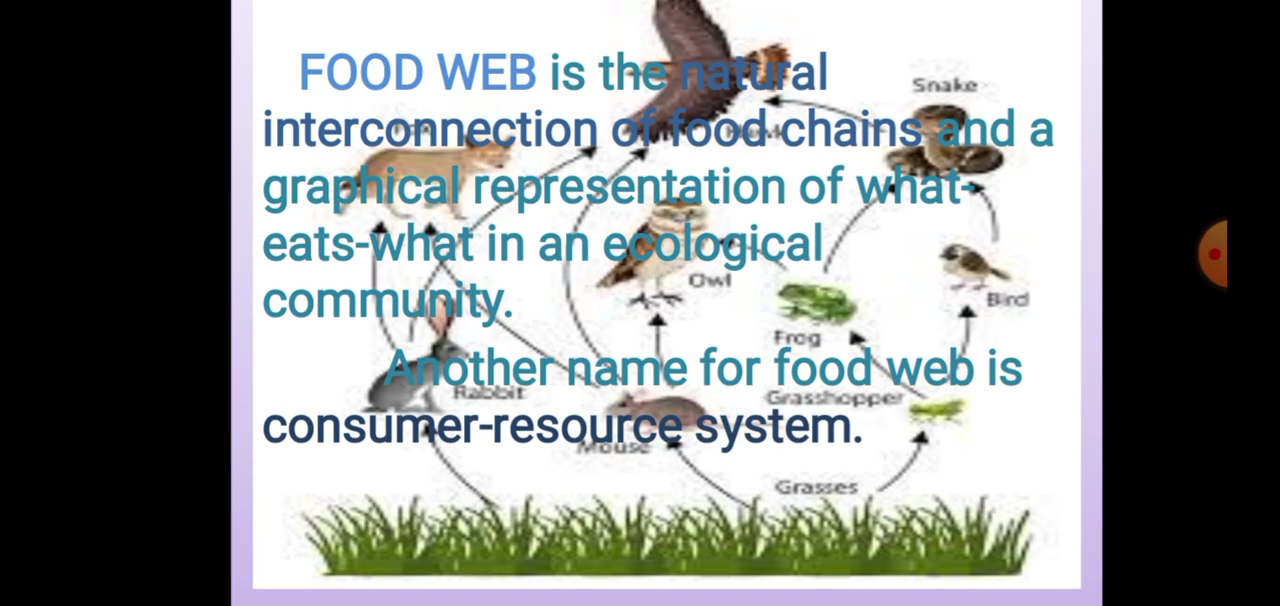 FOOD WEB is the natural
interconnection of food chains and a
graphical representation of what-
eats-what in an ecological
community.
Another name for food web is
consumer-resource system.
Snake
Owl
Bird
Frog
Rabbit
Grasshopper
Mouse
Grasses